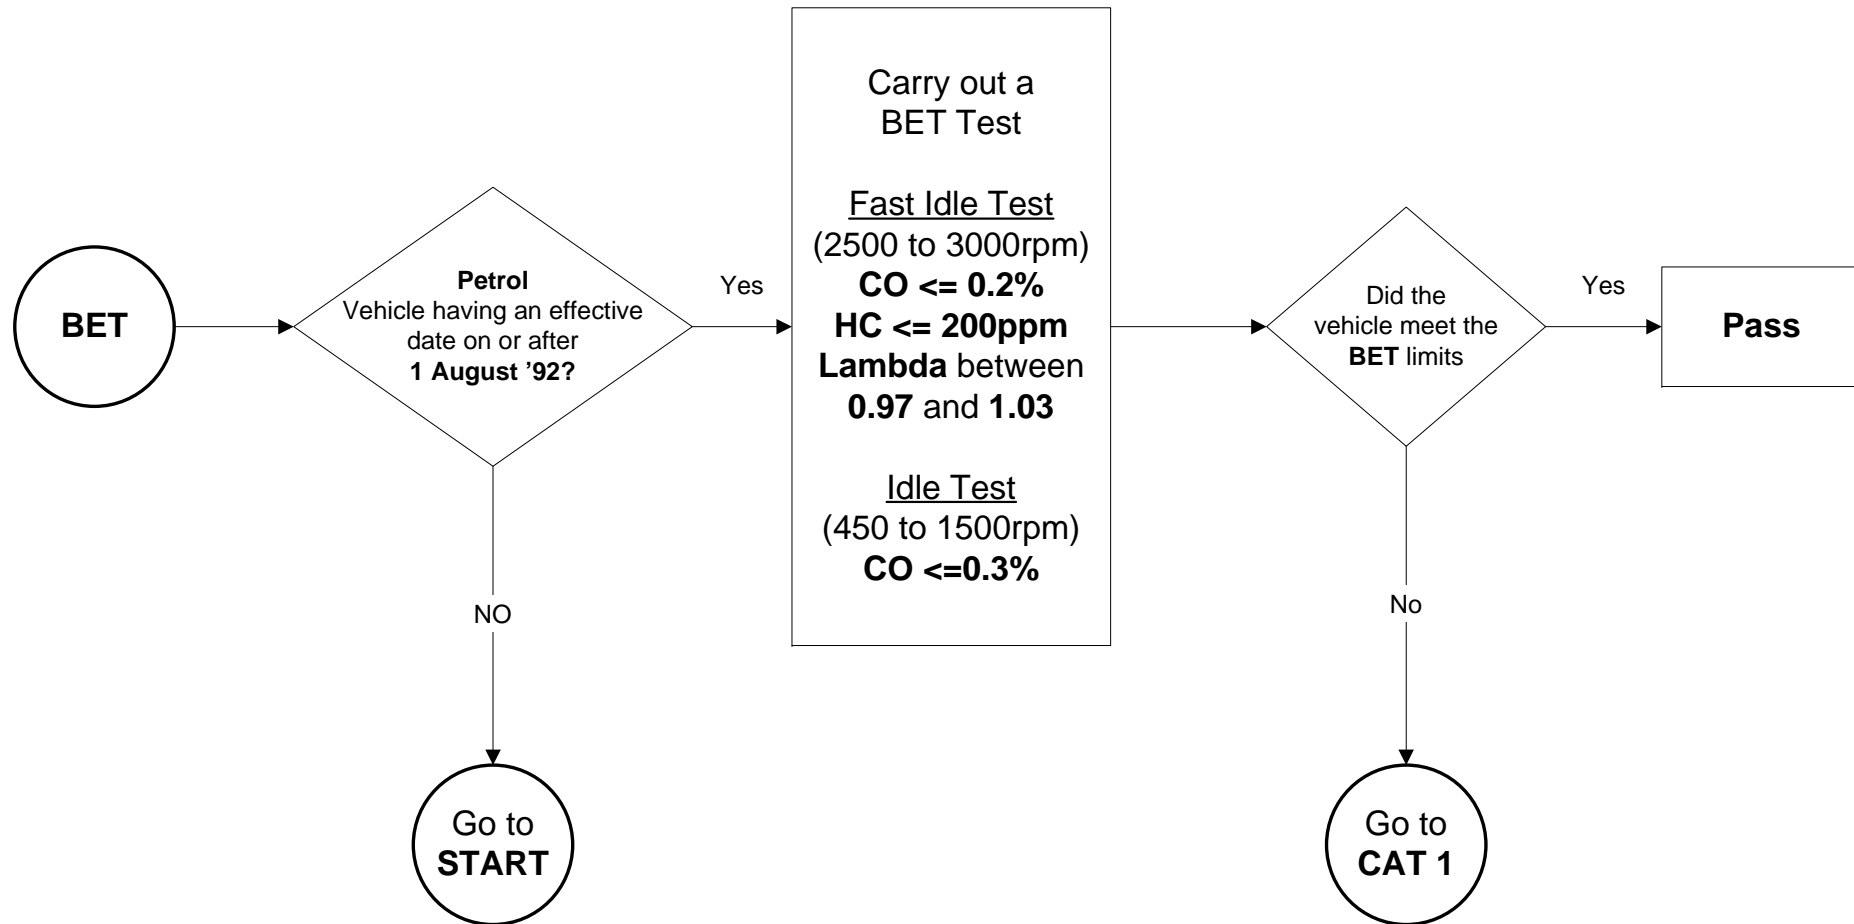 BET
Petrol
Vehicle having an effective
date on or after
1 August ’92?
Yes
NO
Go to
START
Carry out a
BET Test
Fast Idle Test
(2500 to 3000rpm)
CO <= 0.2%
HC <= 200ppm
Lambda between
0.97 and 1.03
Idle Test
(450 to 1500rpm)
CO <=0.3%
Did the
vehicle meet the
BET limits
Yes
Pass
No
Go to
CAT 1